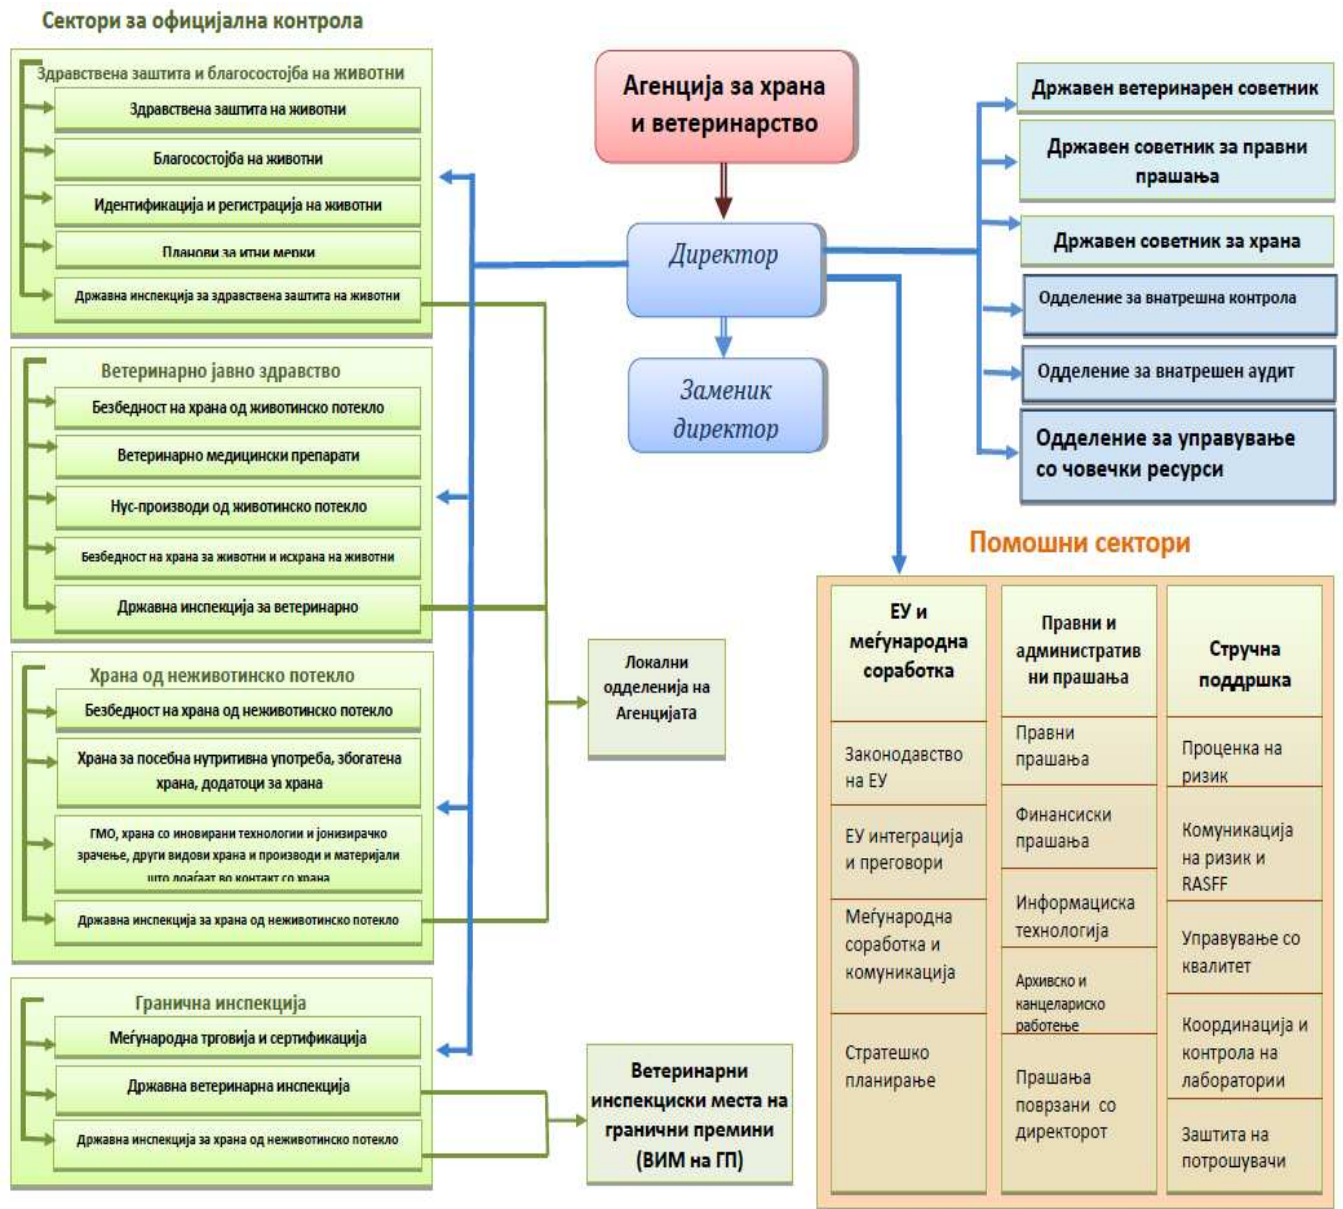 Сектори за официјална контрола
Здравствена заштита и благосостојба на животни
Здравствена заштита на животни
Благосостојба на животни
Идентификација и регистрација на животни
Планови за итни мерки
Државна инспекција за здравствена заштита на животни
Ветеринарно јавно здравство
Безбедност на храна од животинско потекло
Ветеринарно медицински препарати
Нус-производи од животинско потекло
Безбедност на храна за животни и исхрана на животни
Државна инспекција за ветеринарно
Храна од неживотинско потекло
Безбедност на храна од неживотинско потекло
Храна за посебна нутритивна употреба, збогатена
храна, додатоци за храна
ГМО, храна со иновирани технологии и јонизирачко
зрачење, други видови храна и производи и материјали
што доаѓаат во контакт со храна
Државна инспекција за храна од неживотинско потекло
Гранична инспекција
Меѓународна трговија и сертификација
Државна ветеринарна инспекција
Државна инспекција за храна од неживотинско потекло
Агенција за храна
и ветеринарство
Директор
Заменик
директор
Локални
одделенија на
Агенцијата
Ветеринарни
инспекциски места на
гранични премини
(ВИМ на ГП)
Државен ветеринарен советник
Државен советник за правни
прашања
Државен советник за храна
Одделение за внатрешна контрола
Одделение за внатрешен аудит
Одделение за управување
со човечки ресурси
Помошни сектори
ЕУ и
меѓународна
соработка
Законодавство
на ЕУ
ЕУ интеграција
и преговори
Меѓународна
соработка и
комуникација
Стратешко
планирање
Правни и
административ
ни прашања
Правни
прашања
Финансиски
прашања
Информациска
технологија
Архивско и
канцелариско
работење
Прашања
поврзани со
директорот
Стручна
поддршка
Проценка на
ризик
Комуникација
на ризик и
RASFF
Управување со
квалитет
Координација и
контрола на
лаборатории
Заштита на
потрошувачи